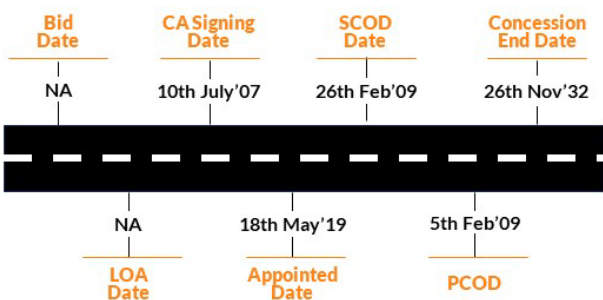 Bid
Date
CA Signing
Date
SCOD
Date
Concession
End Date
NA
10th July'07
26th Feb'09
26th Nov'32
NA
18th May'19
5th Feb'09
LOA
Date
Appointed
Date
PCOD